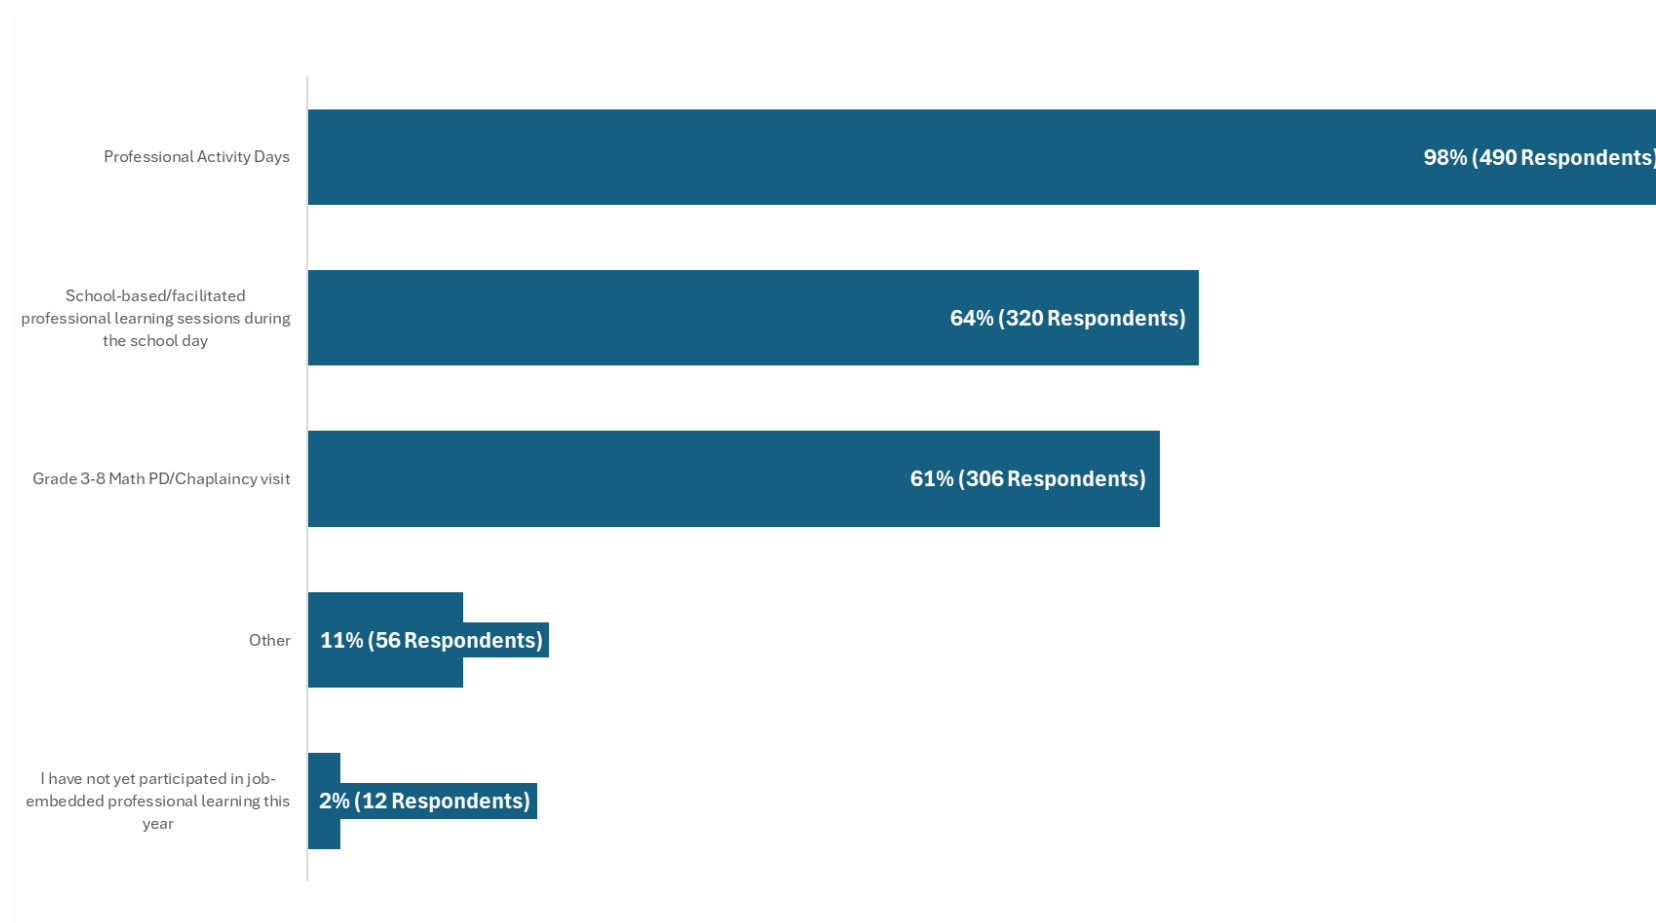 Professional Activity Days
98% (490 Respondents)
School-based/facilitated
professional learning sessions during
the school day
64% (320 Respondents)
Grade 3-8 Math PD/Chaplaincy visit
61% (306 Respondents)
Other
11% (56 Respondents)
I have not yet participated in job-
embedded professional learning this
year
2% (12 Respondents)